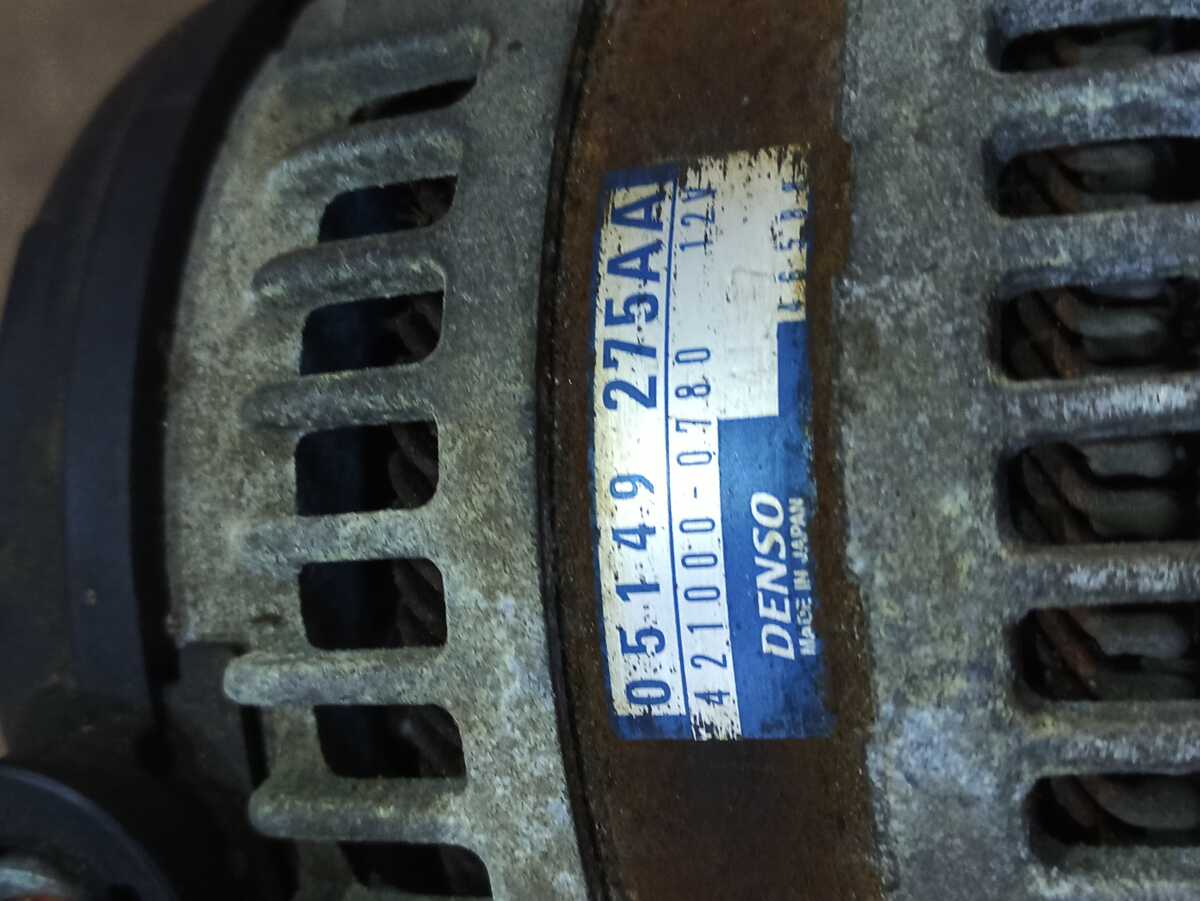 05149 275AA
421000-0780 12V
DENSO
MADE IN JAPAN